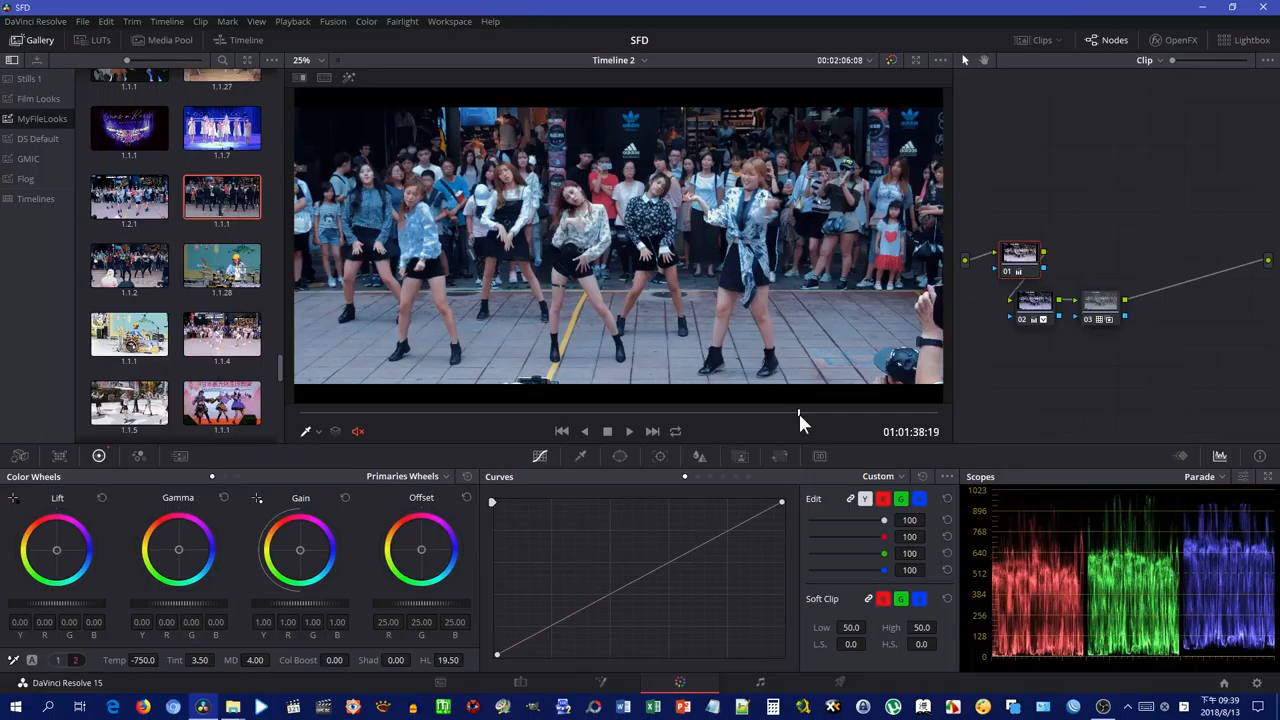 SFD
DaVinci Resolve File Edit Trim Timeline Clip Mark View Playback Fusion Color Fairlight Workspace Help
Gallery LUTs Media Pool Timeline SFD Clips Nodes OpenFX Lightbox
25% Timeline 2 00:02:06:08 Clip
Stills 1
Film Looks
MyFileLooks
DS Default
GMIC
Flog
Timelines
1.1.1 1.1.27
1.1.1 1.1.7
1.2.1 1.1.1
1.1.2 1.1.28
1.1.1 1.1.4
1.1.5 1.1.1
adidas
adidas
01
02
03
01:01:38:19
Color Wheels Primaries Wheels
Lift Gamma Gain Offset
0.00 0.00 0.00 0.00 0.00 0.00 0.00 0.00 1.00 1.00 1.00 1.00 25.00 25.00 25.00
Y R G B Y R G B Y R G B R G B
A 1 2 Temp -750.0 Tint 3.50 MD 4.00 Col Boost 0.00 Shad 0.00 HL 19.50
Curves Custom
Edit Y R G B
100
100
100
100
Soft Clip R G B
Low 50.0 High 50.0
L.S. 0.0 H.S. 0.0
Scopes Parade
1023
896
768
640
512
384
256
128
0
DaVinci Resolve 15
下午 09:39
2018/8/13